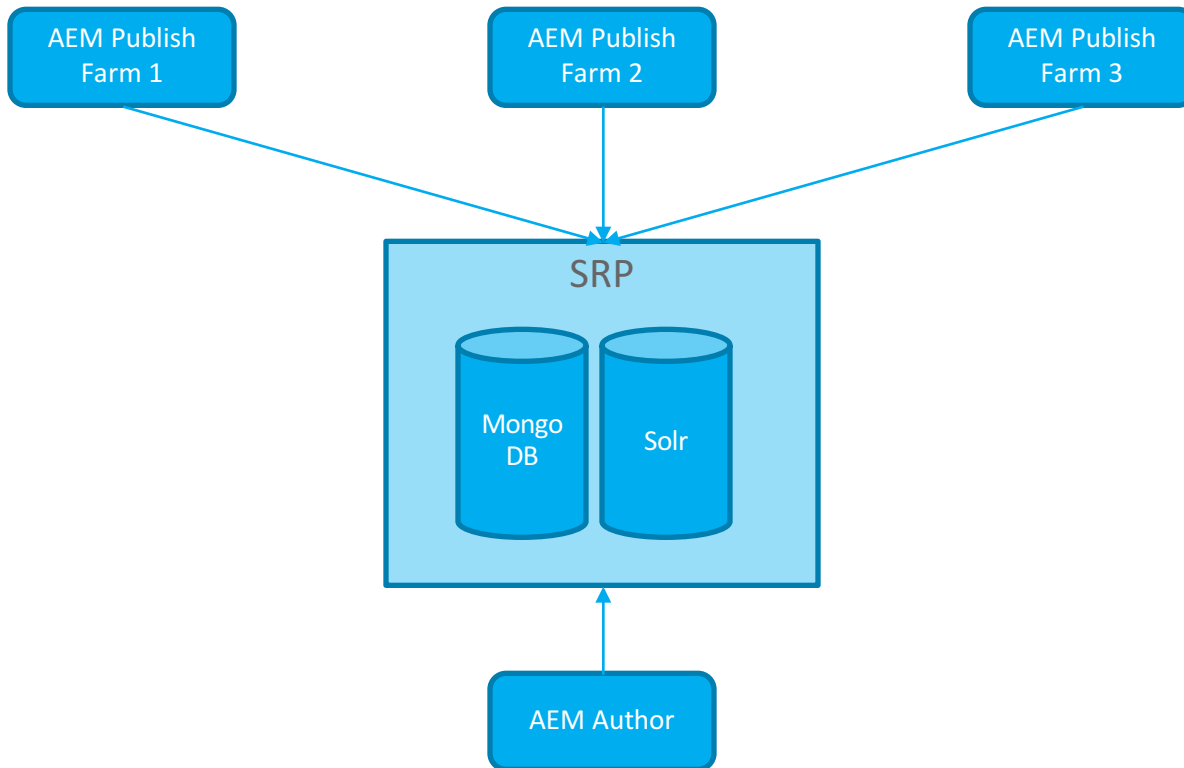 AEM Publish
Farm 1
AEM Publish
Farm 2
AEM Publish
Farm 3
SRP
Mongo
DB
Solr
AEM Author